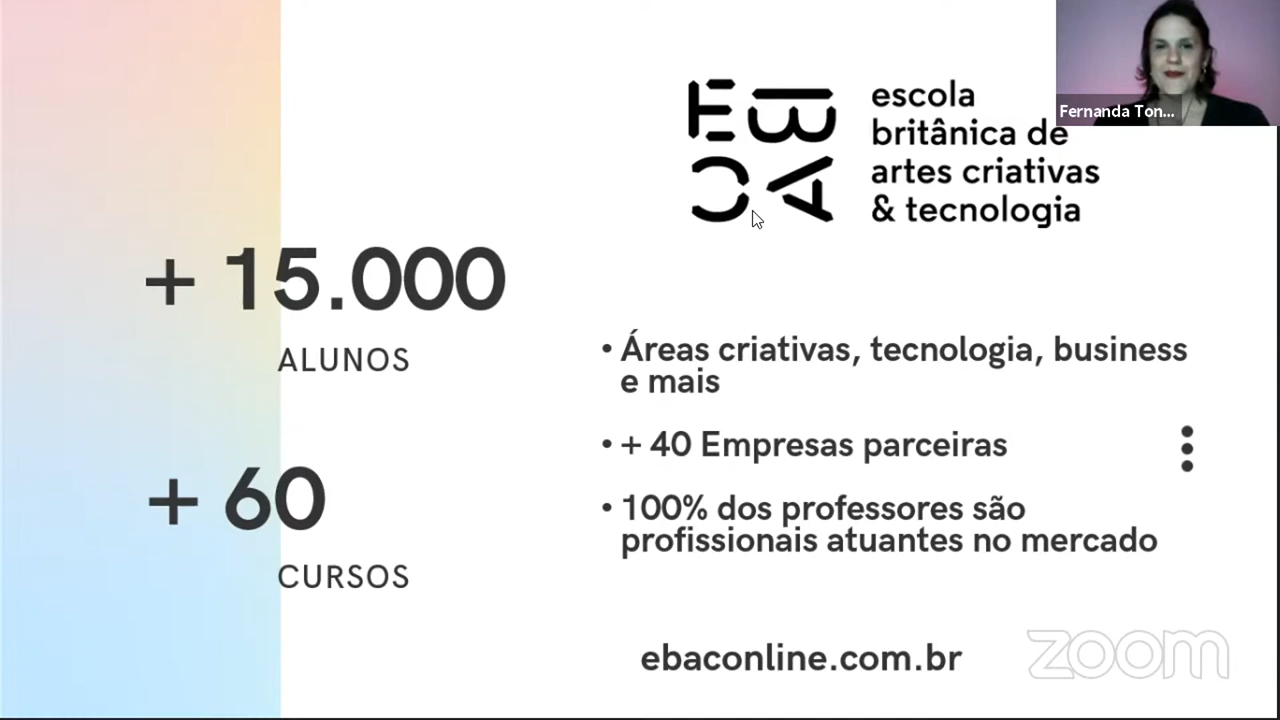 EBAC
escola
britânica de
artes criativas
& tecnologia
Fernanda Ton...
+ 15.000
ALUNOS
+ 60
CURSOS
• Áreas criativas, tecnologia, business
e mais
• + 40 Empresas parceiras
• 100% dos professores são
profissionais atuantes no mercado
ebaconline.com.br
zoom